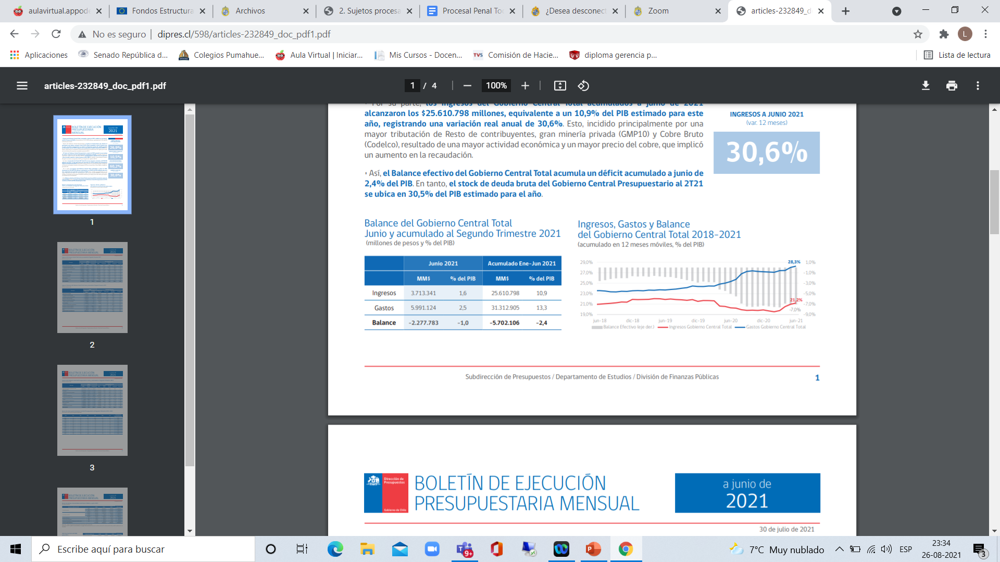 aulavirtual.appode
Fondos Estructura
Archivos
2. Sujetos procesa
Procesal Penal To
¿Desea desconect
Zoom
articles-232849_d
No es seguro | dipres.cl/598/articles-232849_doc_pdf1.pdf
L
Aplicaciones
Senado República d...
Colegios Pumahue...
Aula Virtual | Iniciar...
Mis Cursos - Docen...
TVS Comisión de Hacie...
diploma gerencia p...
Lista de lectura
articles-232849_doc_pdf1.pdf
1 / 4
100%
BOLETÍN DE EJECUCIÓN
PRESUPUESTARIA
MENSUAL
2021
26,9%
10,5%
60,2%
30,6%
1
2
3
Por su parte, los ingresos del Gobierno Central Total acumulados a junio de 2021
alcanzaron los $25.610.798 millones, equivalente a un 10,9% del PIB estimado para este
año, registrando una variación real anual de 30,6%. Esto, incidido principalmente por una
mayor tributación de Resto de contribuyentes, gran minería privada (GMP10) y Cobre Bruto
(Codelco), resultado de una mayor actividad económica y un mayor precio del cobre, que implicó
un aumento en la recaudación.
INGRESOS A JUNIO 2021
(var. 12 meses)
30,6%
• Así, el Balance efectivo del Gobierno Central Total acumula un déficit acumulado a junio de
2,4% del PIB. En tanto, el stock de deuda bruta del Gobierno Central Presupuestario al 2T21
se ubica en 30,5% del PIB estimado para el año.
Balance del Gobierno Central Total
Junio y acumulado al Segundo Trimestre 2021
(millones de pesos y % del PIB)
Junio 2021 Acumulado Ene-Jun 2021
MM$ % del PIB MM$ % del PIB
Ingresos 3.713.341 1,6 25.610.798 10,9
Gastos 5.991.124 2,5 31.312.905 13,3
Balance -2.277.783 -1,0 -5.702.106 -2,4
Ingresos, Gastos y Balance
del Gobierno Central Total 2018-2021
(acumulado en 12 meses móviles, % del PIB)
29.0% 28,3% 1.0%
27.0% -1.0%
25.0% -3.0%
23.0% -5.0%
21.0% 21,2% -7.0%
19.0% -7.0% -9.0%
jun-18 dic-18 jun-19 dic-19 jun-20 dic-20 jun-21
Balance Efectivo (eje der.) Ingresos Gobierno Central Total Gastos Gobierno Central Total
Subdirección de Presupuestos / Departamento de Estudios / División de Finanzas Públicas
1
Dirección de
Presupuestos
Gobierno de Chile
BOLETÍN DE EJECUCIÓN
PRESUPUESTARIA MENSUAL
a junio de
2021
30 de julio de 2021
Escribe aquí para buscar
9+
7°C Muy nublado
ESP
23:34
26-08-2021
3